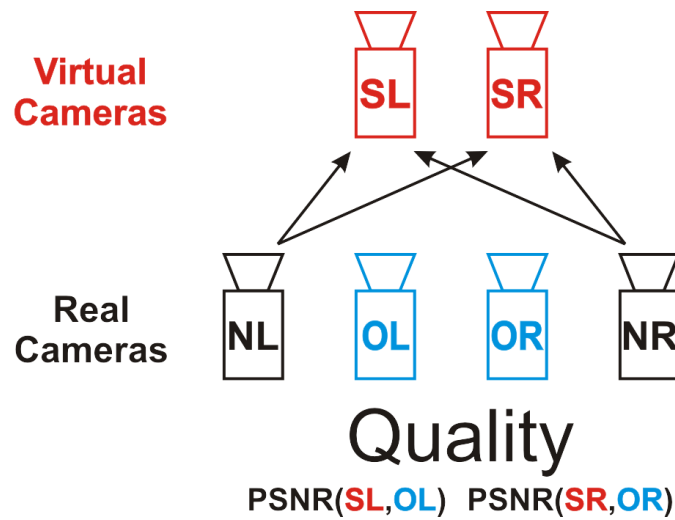 Virtual
Cameras
SL SR
Real
Cameras
NL OL OR NR
Quality
PSNR(SL,OL) PSNR(SR,OR)